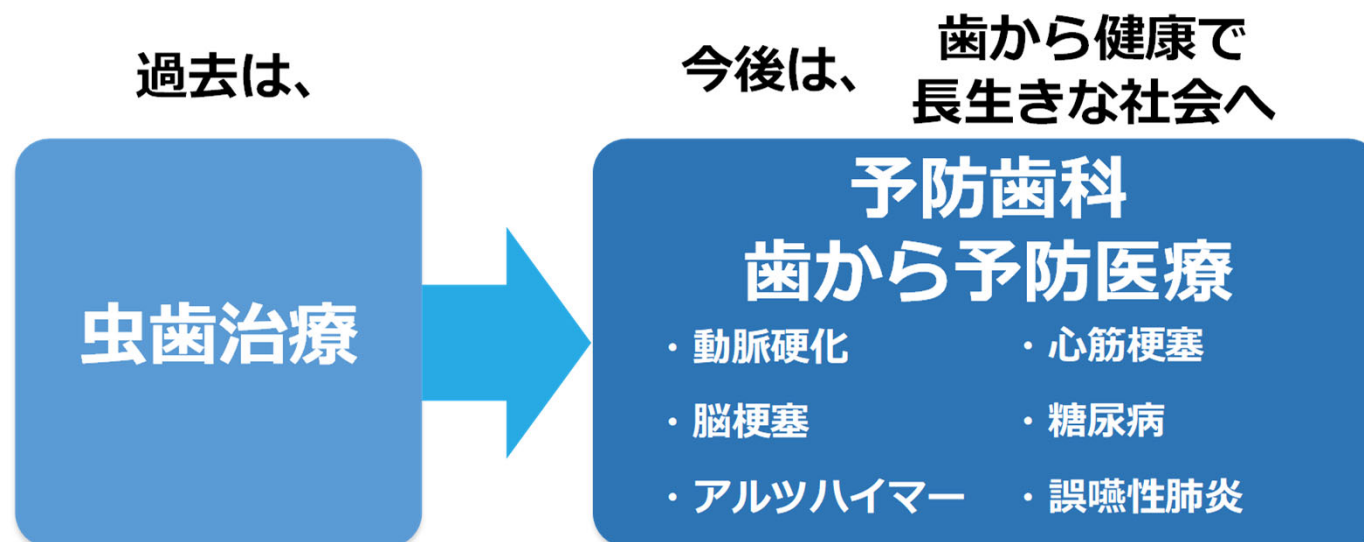 過去は、
虫歯治療
今後は、
歯から健康で
長生きな社会へ
予防歯科
歯から予防医療
・動脈硬化
・心筋梗塞
・脳梗塞
・糖尿病
・アルツハイマー
・誤嚥性肺炎